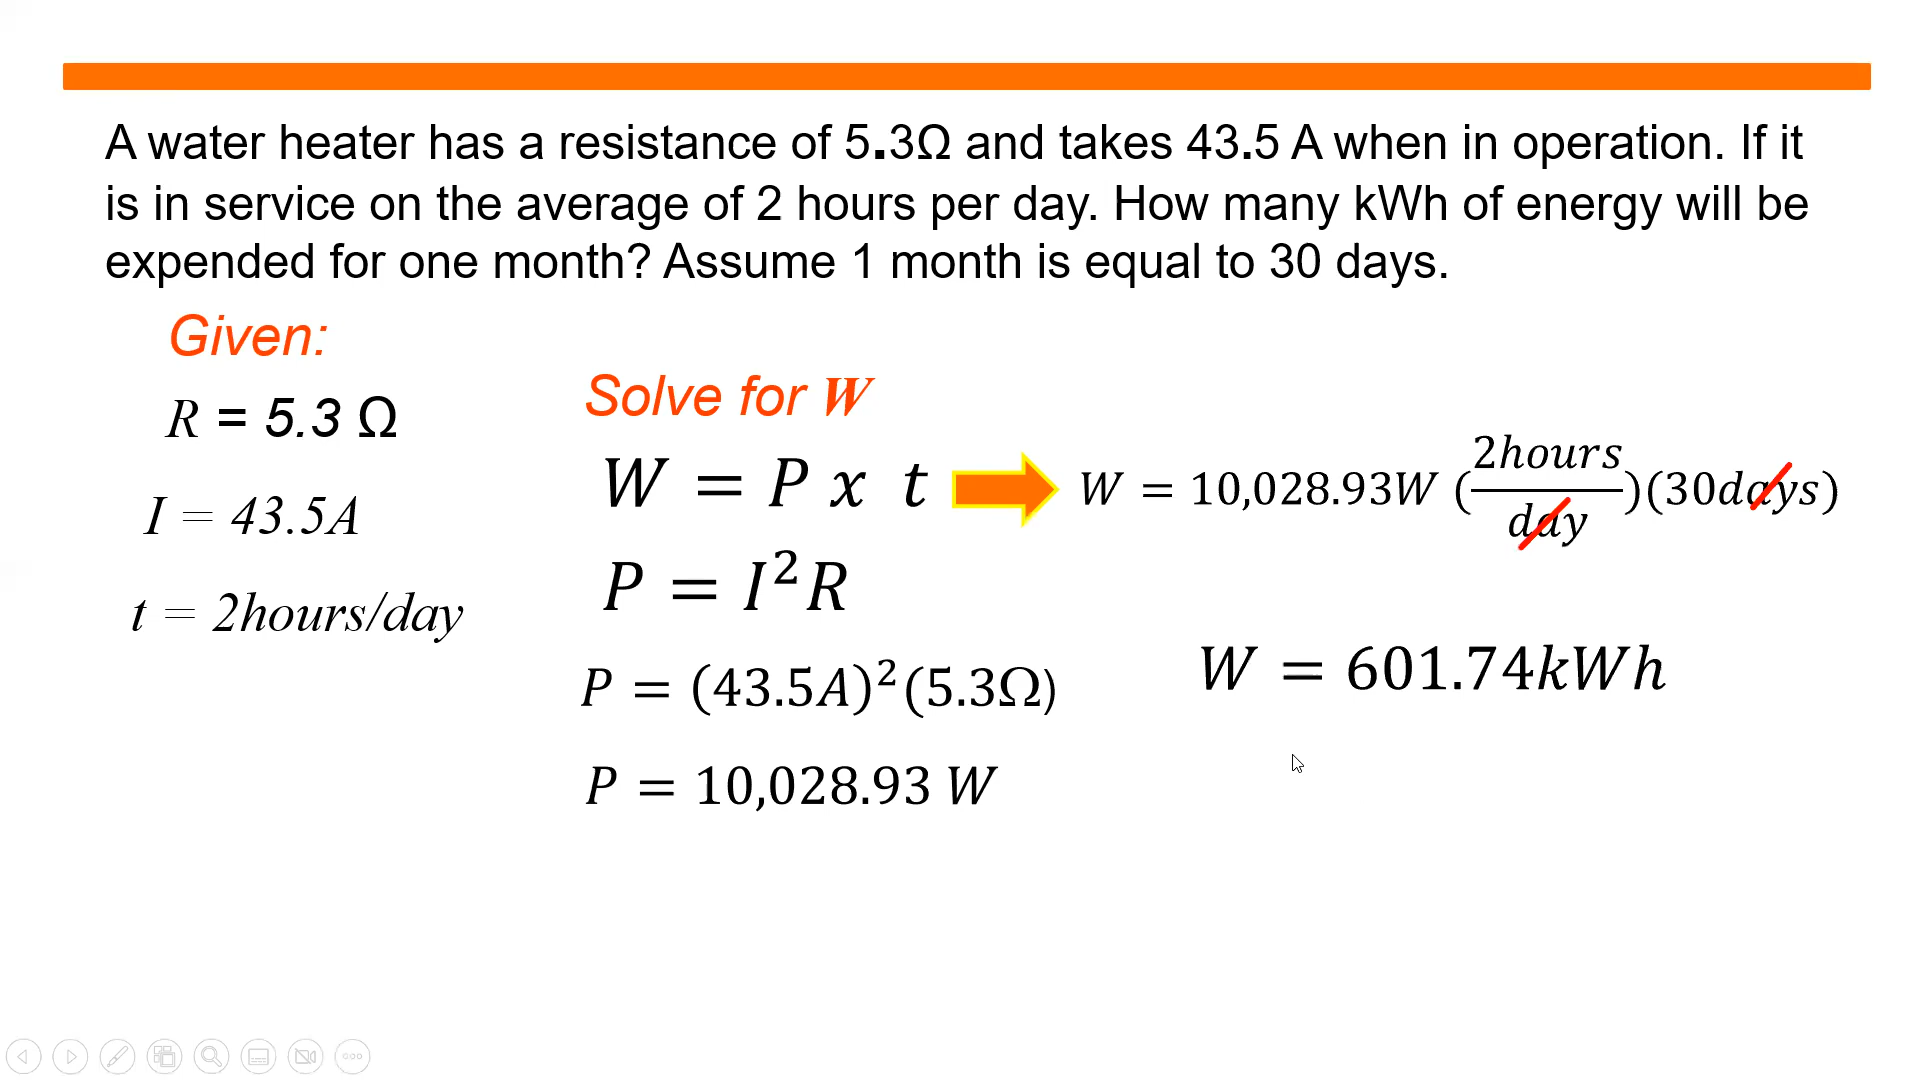 A water heater has a resistance of 5.3Ω and takes 43.5 A when in operation. If it
is in service on the average of 2 hours per day. How many kWh of energy will be
expended for one month? Assume 1 month is equal to 30 days.
Given:
R = 5.3 Ω
I = 43.5A
t = 2hours/day
Solve for W
W = P x t
P = I²R
P = (43.5A)²(5.3Ω)
P = 10,028.93 W
W = 10,028.93W (2hours/day)(30days)
W = 601.74kWh